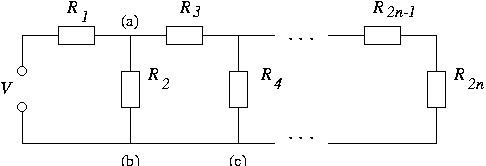 R1 (a) R3 R2n-1
R2 R4 R2n
V
(b) (c)
. . . . . .